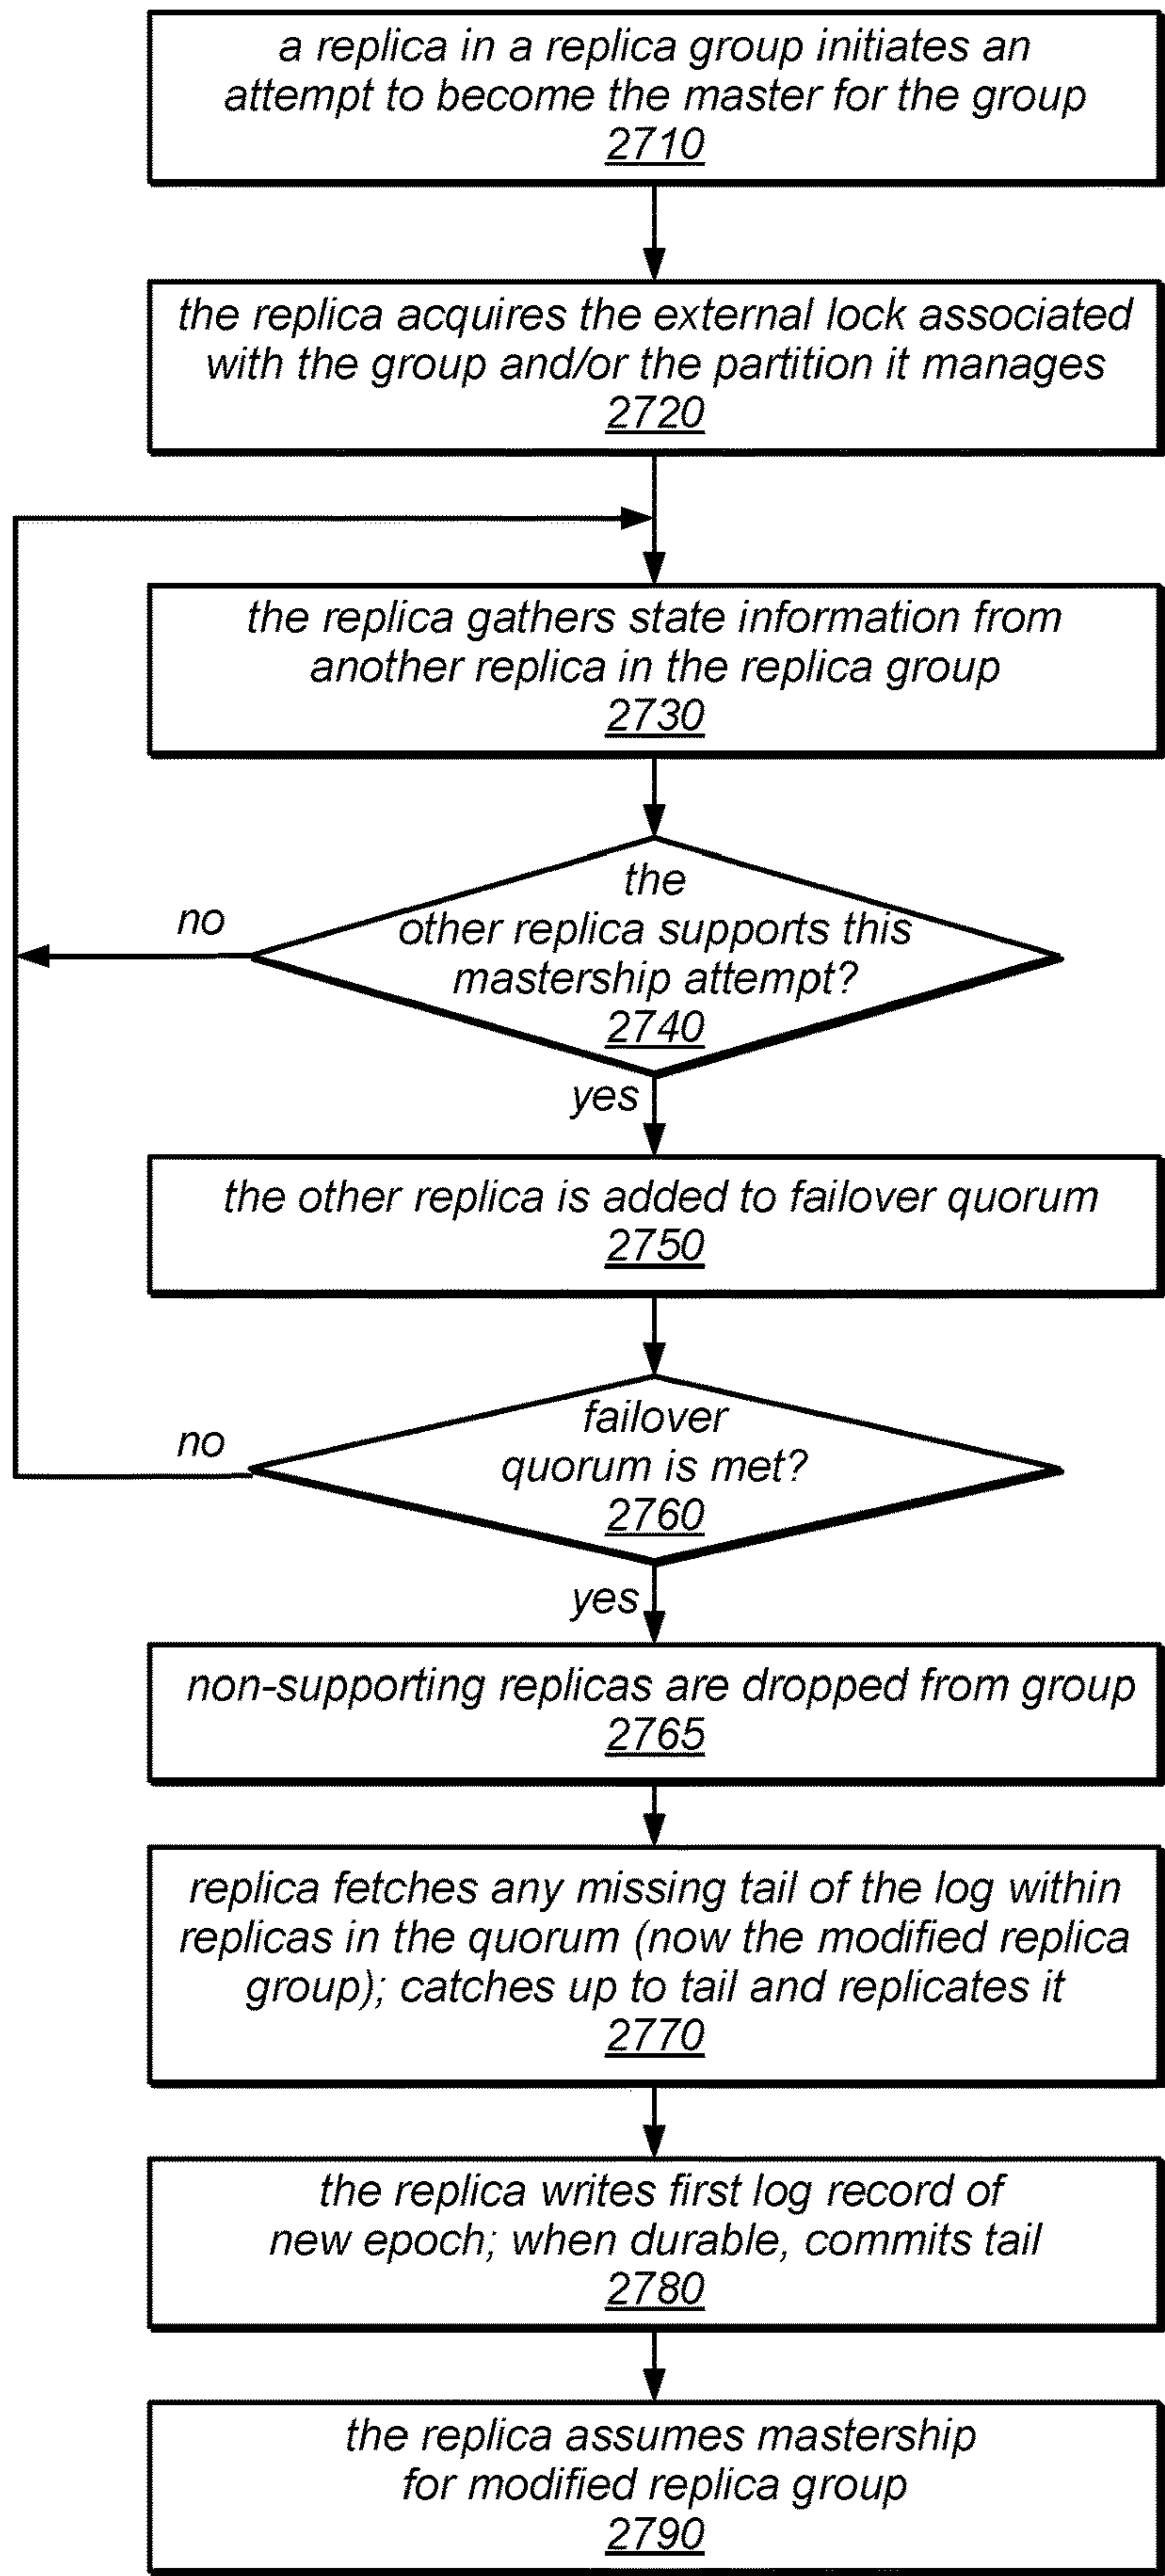 a replica in a replica group initiates an
attempt to become the master for the group
2710
the replica acquires the external lock associated
with the group and/or the partition it manages
2720
the replica gathers state information from
another replica in the replica group
2730
the
other replica supports this
mastership attempt?
2740
no
yes
the other replica is added to failover quorum
2750
failover
quorum is met?
2760
no
yes
non-supporting replicas are dropped from group
2765
replica fetches any missing tail of the log within
replicas in the quorum (now the modified replica
group); catches up to tail and replicates it
2770
the replica writes first log record of
new epoch; when durable, commits tail
2780
the replica assumes mastership
for modified replica group
2790